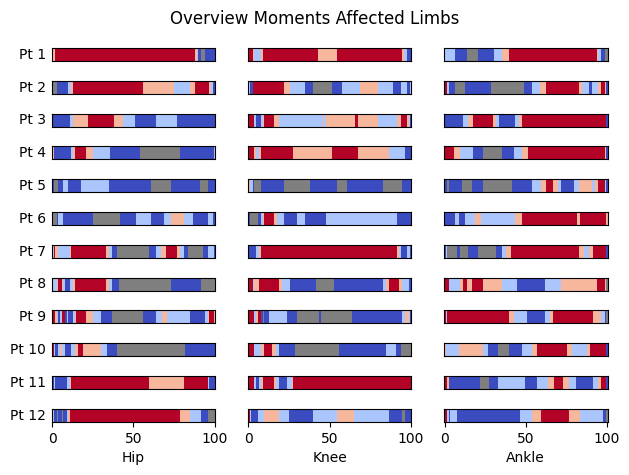 Overview Moments Affected Limbs
Pt 1
Pt 2
Pt 3
Pt 4
Pt 5
Pt 6
Pt 7
Pt 8
Pt 9
Pt 10
Pt 11
Pt 12
0 50 100 0 50 100 0 50 100
Hip Knee Ankle